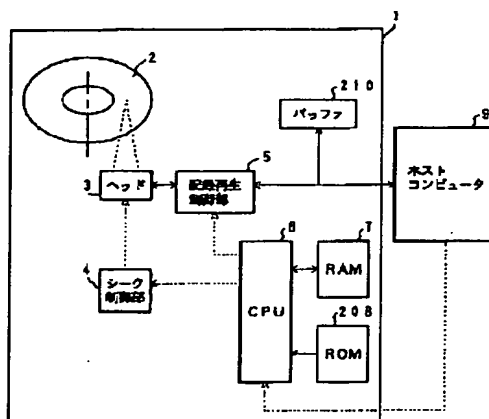 1
2
210
バッファ
9
ホスト
コンピュータ
5
ヘッド
3
記録再生
制御部
6
7
RAM
4
シーク
制御部
CPU
208
ROM